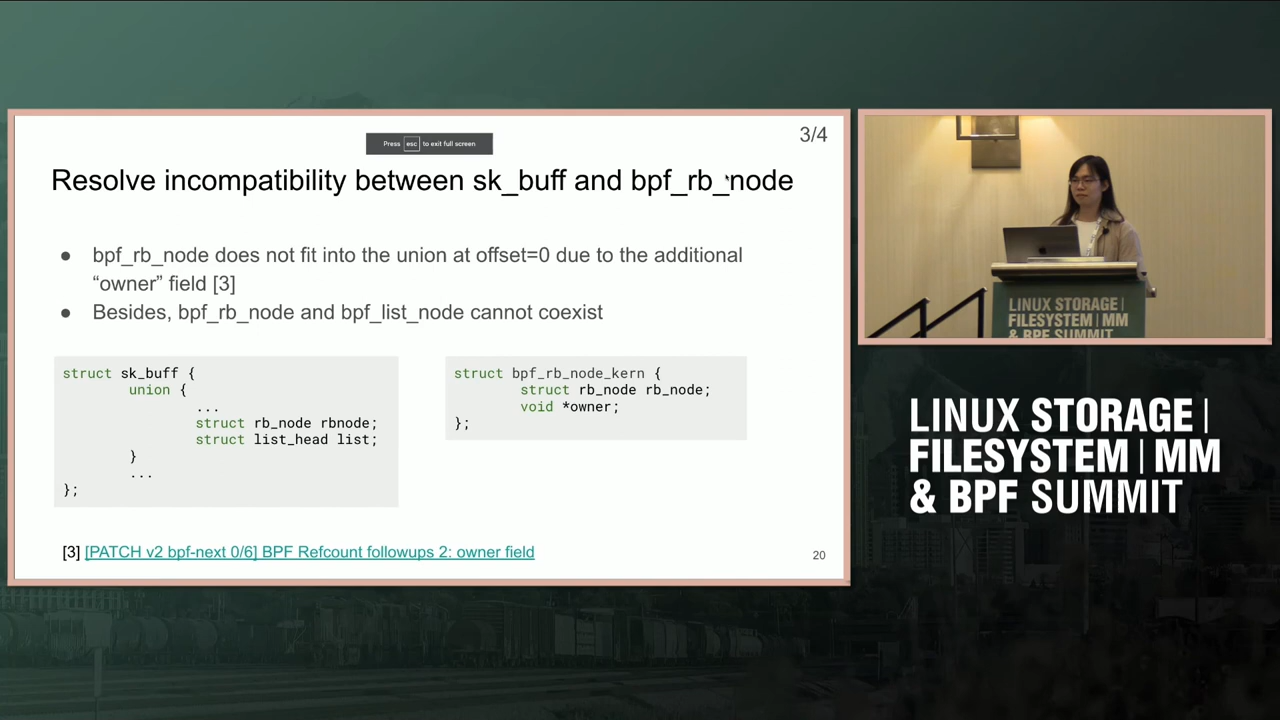 3/4
Press esc to exit full screen
Resolve incompatibility between sk_buff and bpf_rb_node
● bpf_rb_node does not fit into the union at offset=0 due to the additional
“owner” field [3]
● Besides, bpf_rb_node and bpf_list_node cannot coexist
struct sk_buff {
union {
...
struct rb_node rbnode;
struct list_head list;
}
...
};
struct bpf_rb_node_kern {
struct rb_node rb_node;
void *owner;
};
[3] [PATCH v2 bpf-next 0/6] BPF Refcount followups 2: owner field
20
LINUX STORAGE |
FILESYSTEM | MM
& BPF SUMMIT
LINUX STORAGE |
FILESYSTEM | MM
& BPF SUMMIT